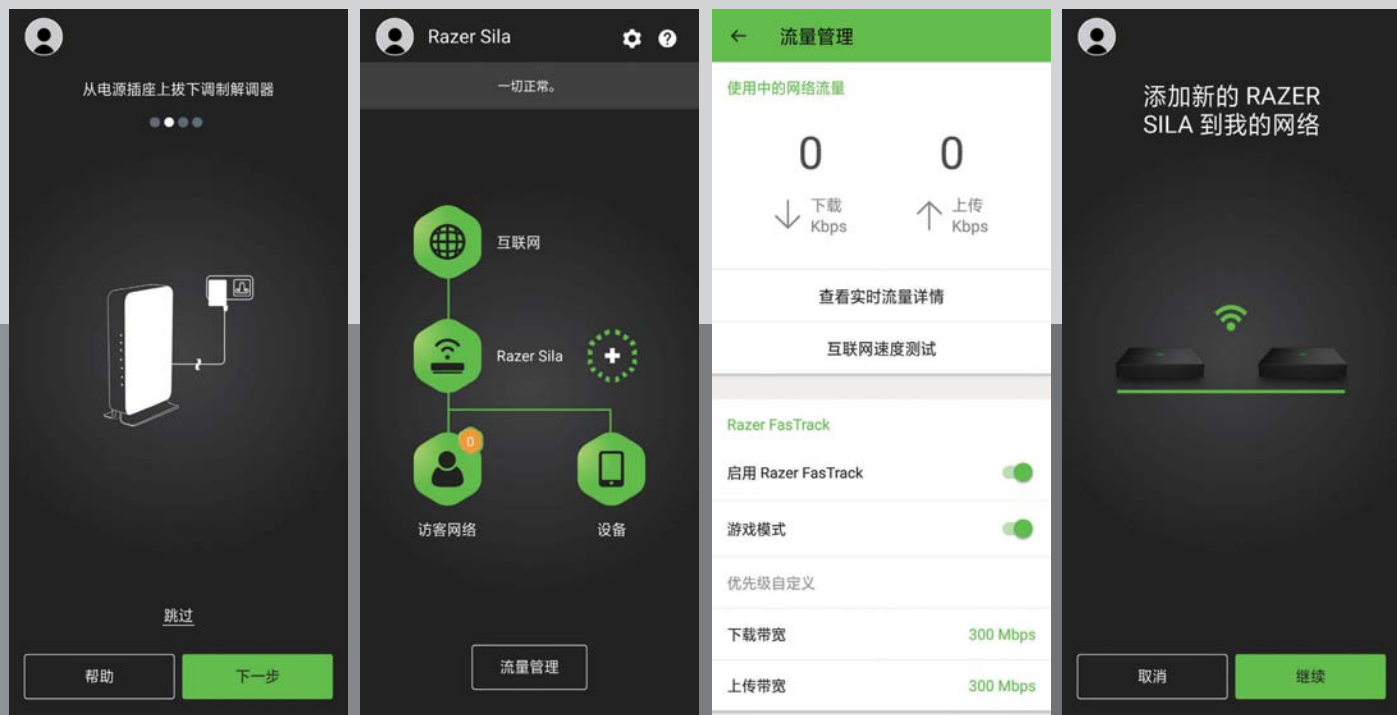 从电源插座上拔下调制解调器
跳过
帮助
下一步
Razer Sila
一切正常。
互联网
Razer Sila
0
访客网络
设备
流量管理
流量管理
使用中的网络流量
0
0
下载
Kbps
上传
Kbps
查看实时流量详情
互联网速度测试
Razer FasTrack
启用 Razer FasTrack
游戏模式
优先级自定义
下载带宽
300 Mbps
上传带宽
300 Mbps
添加新的 RAZER
SILA 到我的网络
取消
继续